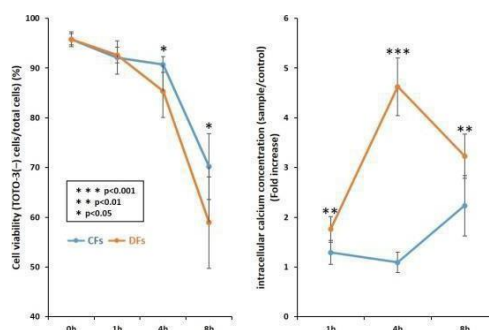 Cell viability (TOTO-3(−) cells/total cells) (%)
100
90
80
70
60
50
40
*
*
* * * p<0.001
* * p<0.01
* p<0.05
CFs DFs
0h 1h 4h 8h
intracellular calcium concentration (sample/control)
(Fold increase)
6
5
4
3
2
1
0
**
***
**
1h 4h 8h